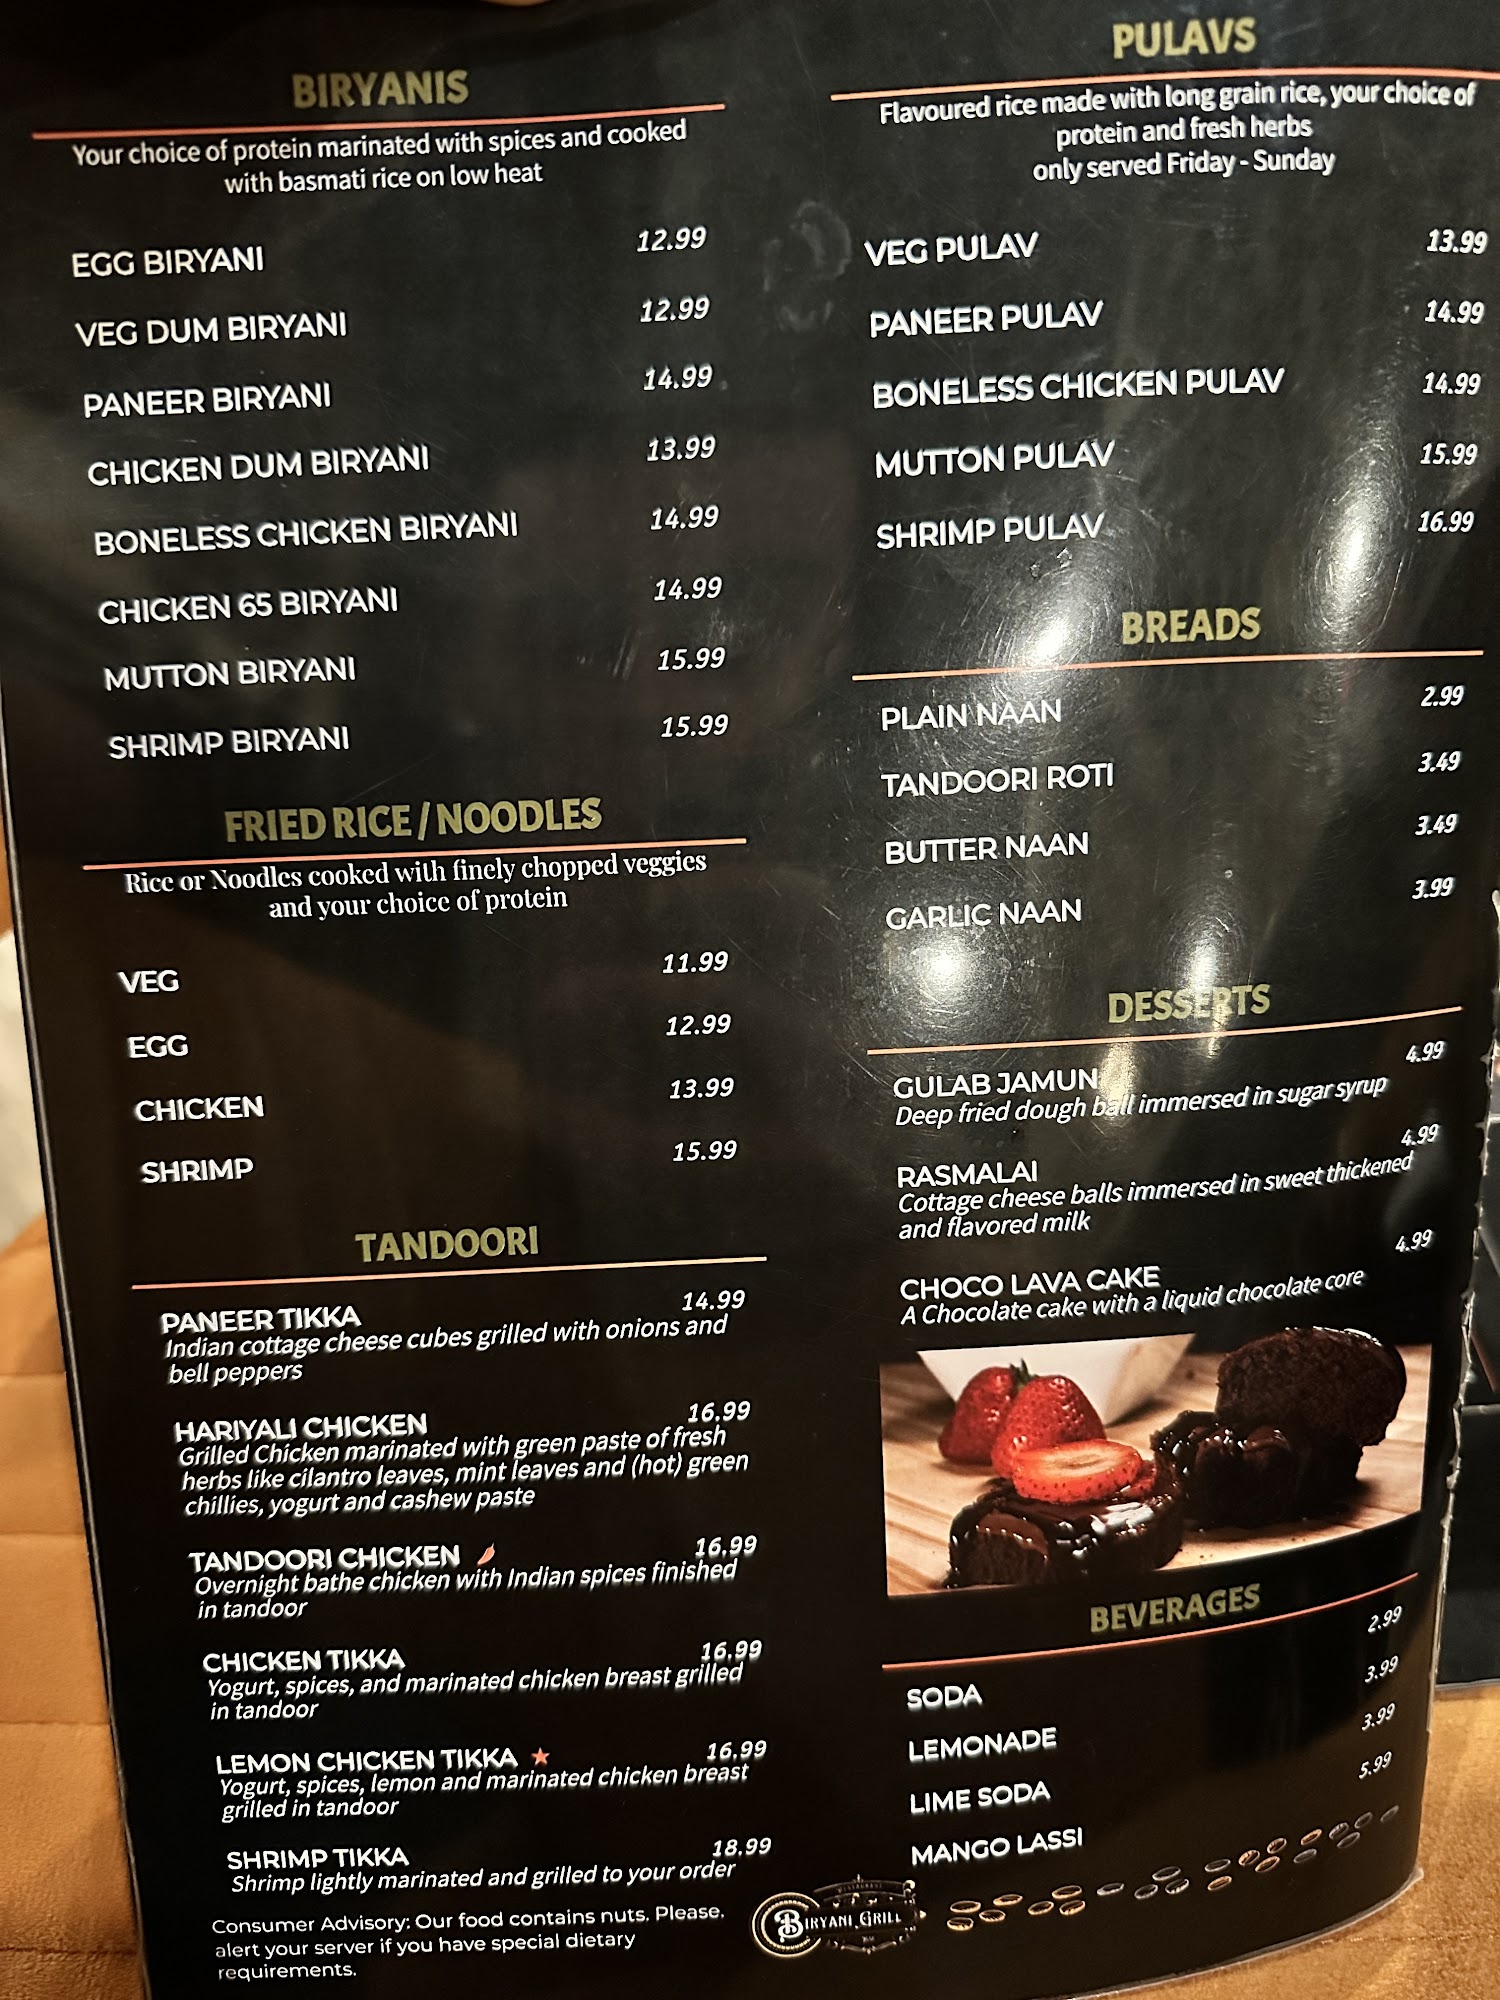 BIRYANIS
Your choice of protein marinated with spices and cooked
with basmati rice on low heat
EGG BIRYANI 12.99
VEG DUM BIRYANI 12.99
PANEER BIRYANI 14.99
CHICKEN DUM BIRYANI 13.99
BONELESS CHICKEN BIRYANI 14.99
CHICKEN 65 BIRYANI 14.99
MUTTON BIRYANI 15.99
SHRIMP BIRYANI 15.99
FRIED RICE / NOODLES
Rice or Noodles cooked with finely chopped veggies
and your choice of protein
VEG 11.99
EGG 12.99
CHICKEN 13.99
SHRIMP 15.99
TANDOORI
PANEER TIKKA 14.99
Indian cottage cheese cubes grilled with onions and
bell peppers
HARIYALI CHICKEN 16.99
Grilled Chicken marinated with green paste of fresh
herbs like cilantro leaves, mint leaves and (hot) green
chillies, yogurt and cashew paste
TANDOORI CHICKEN 16.99
Overnight bathe chicken with Indian spices finished
in tandoor
CHICKEN TIKKA 16.99
Yogurt, spices, and marinated chicken breast grilled
in tandoor
LEMON CHICKEN TIKKA 16.99
Yogurt, spices, lemon and marinated chicken breast
grilled in tandoor
SHRIMP TIKKA 18.99
Shrimp lightly marinated and grilled to your order
Consumer Advisory: Our food contains nuts. Please.
alert your server if you have special dietary
requirements.
PULAVS
Flavoured rice made with long grain rice, your choice of
protein and fresh herbs
only served Friday - Sunday
VEG PULAV 13.99
PANEER PULAV 14.99
BONELESS CHICKEN PULAV 14.99
MUTTON PULAV 15.99
SHRIMP PULAV 16.99
BREADS
PLAIN NAAN 2.99
TANDOORI ROTI 3.49
BUTTER NAAN 3.49
GARLIC NAAN 3.99
DESSERTS
GULAB JAMUN 4.99
Deep fried dough ball immersed in sugar syrup
RASMALAI 4.99
Cottage cheese balls immersed in sweet thickened
and flavored milk
CHOCO LAVA CAKE 4.99
A Chocolate cake with a liquid chocolate core
BEVERAGES
SODA 2.99
LEMONADE 3.99
LIME SODA 3.99
MANGO LASSI 5.99
BIRYANI GRILL